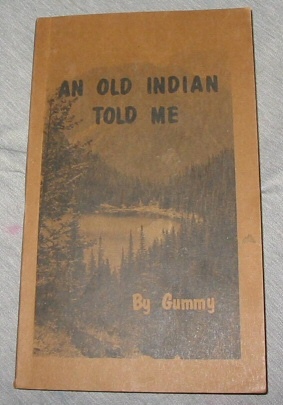 AN OLD INDIAN
TOLD ME
By Gummy